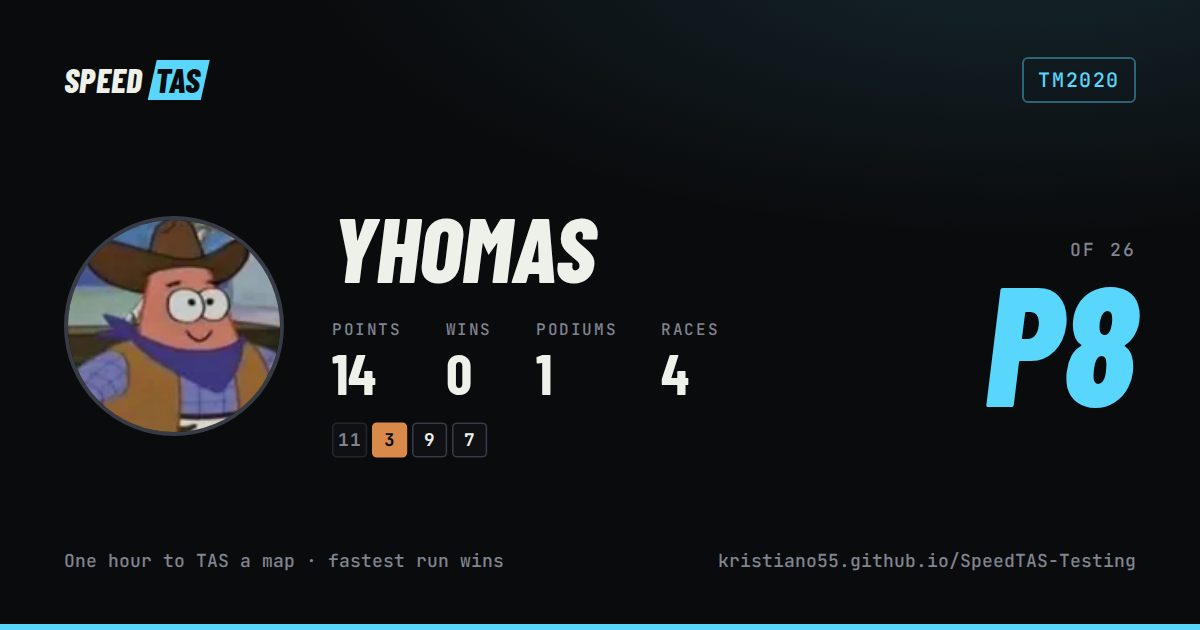 SPEED TAS
TM2020
YHOMAS
POINTS WINS PODIUMS RACES
14 0 1 4
11 3 9 7
OF 26
P8
One hour to TAS a map · fastest run wins
kristiano55.github.io/SpeedTAS-Testing